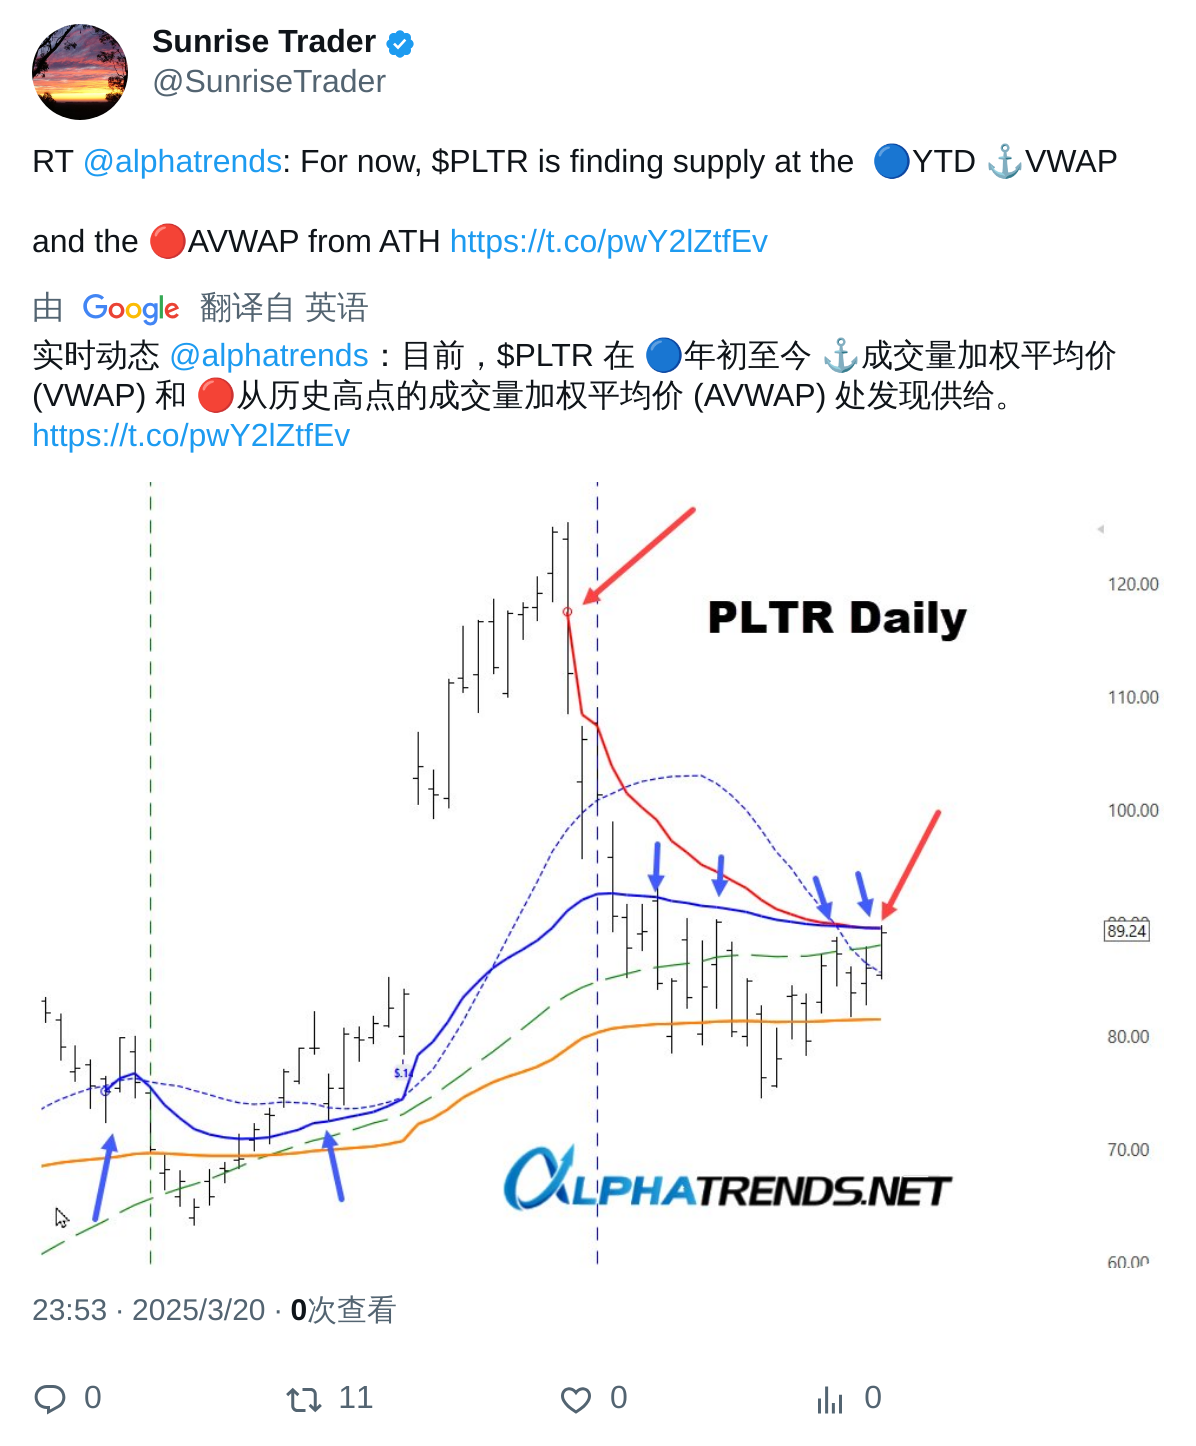 Sunrise Trader
@SunriseTrader
RT @alphatrends: For now, $PLTR is finding supply at the 🔵YTD ⚓VWAP
and the 🔴AVWAP from ATH https://t.co/pwY2lZtfEv
由 Google 翻译自 英语
实时动态 @alphatrends：目前，$PLTR 在 🔵年初至今 ⚓成交量加权平均价
(VWAP) 和 🔴从历史高点的成交量加权平均价 (AVWAP) 处发现供给。
https://t.co/pwY2lZtfEv
120.00
PLTR Daily
110.00
100.00
89.24
80.00
$.14
70.00
ALPHATRENDS.NET
60.00
23:53 · 2025/3/20 · 0次查看
0 11 0 0